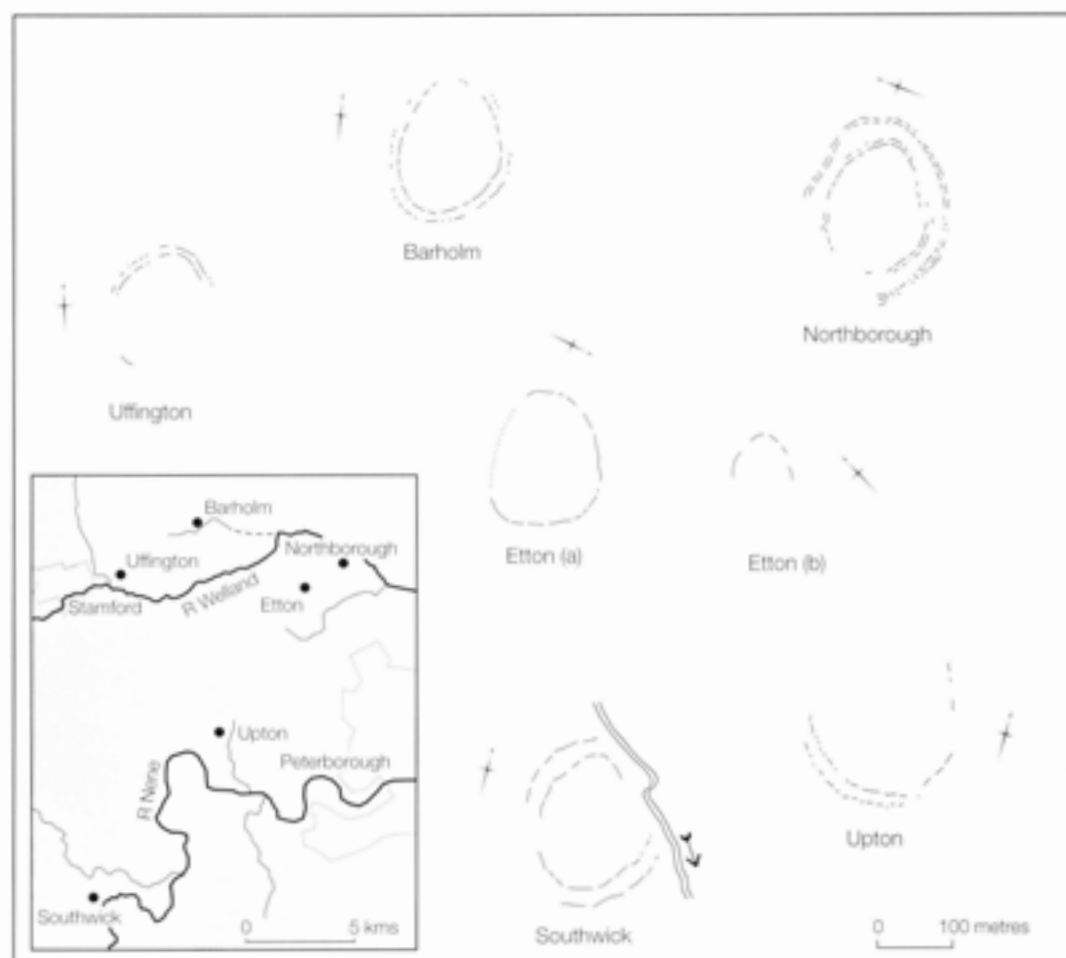 Barholm
Northborough
Uffington
Etton (a)
Etton (b)
Barholm
Uffington
Northborough
Stamford
R Welland
Etton
Upton
R Nene
Peterborough
Southwick
0 5 kms
Southwick
Upton
0 100 metres